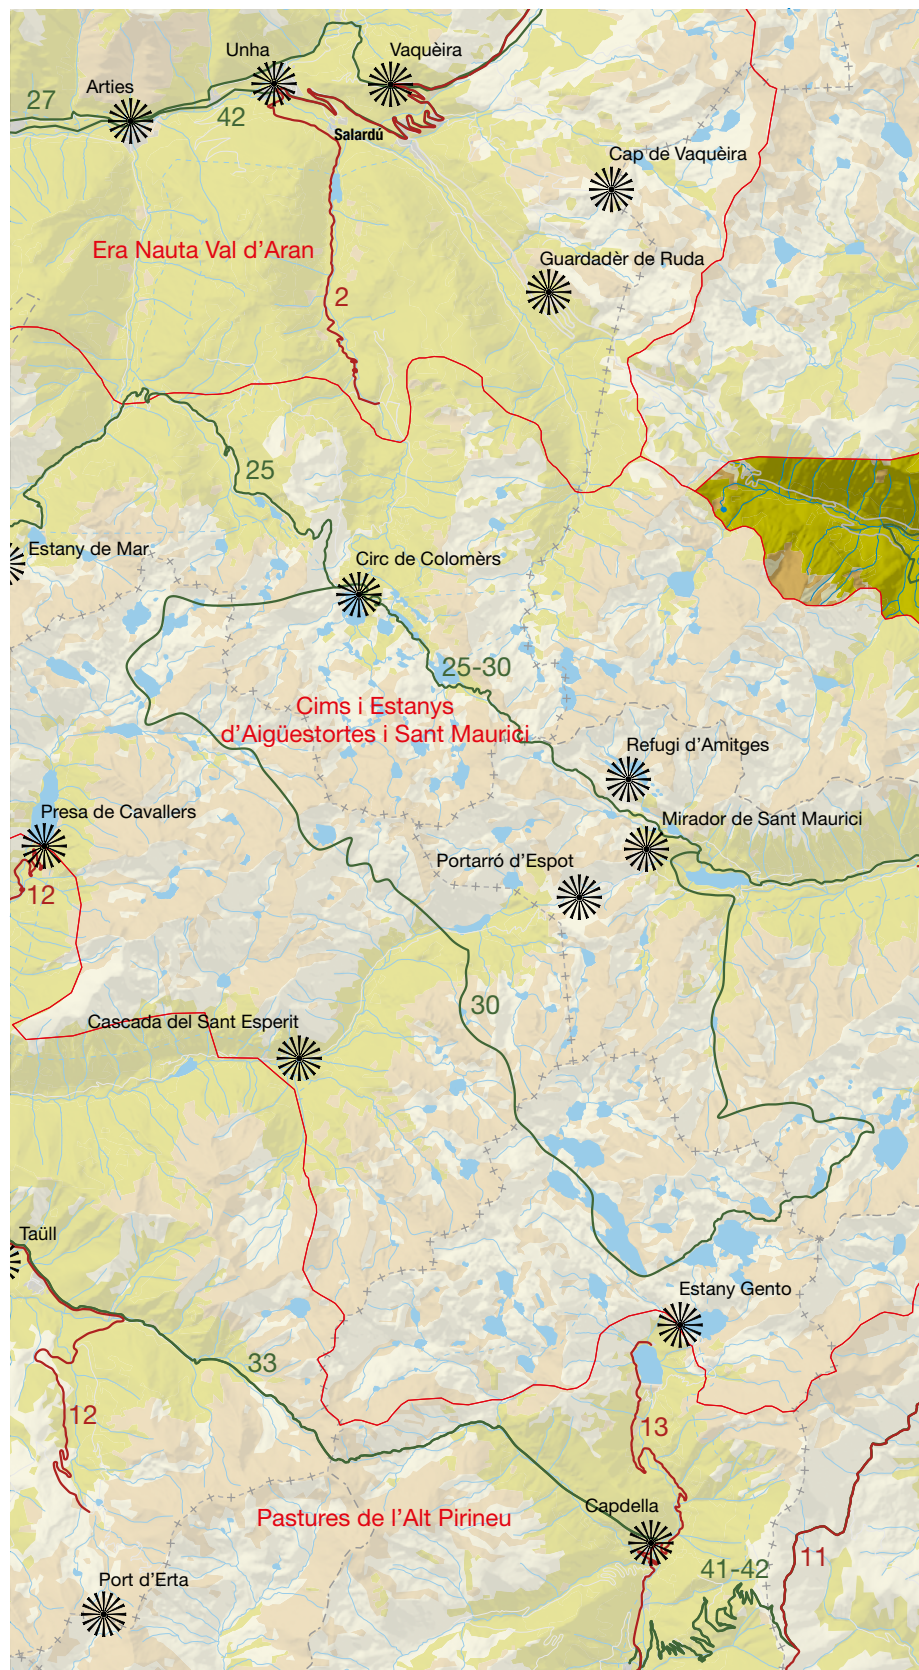 Unha
Vaquèira
Arties
27
42
Salardú
Cap de Vaquèira
Era Nauta Val d'Aran
Guardadèr de Ruda
2
25
Estany de Mar
Circ de Colomèrs
25-30
Cims i Estanys
d'Aigüestortes i Sant Maurici
Refugi d'Amitges
Presa de Cavallers
Mirador de Sant Maurici
Portarró d'Espot
12
30
Cascada del Sant Esperit
Taüll
Estany Gento
33
12
13
Capdella
Pastures de l'Alt Pirineu
11
41-42
Port d'Erta